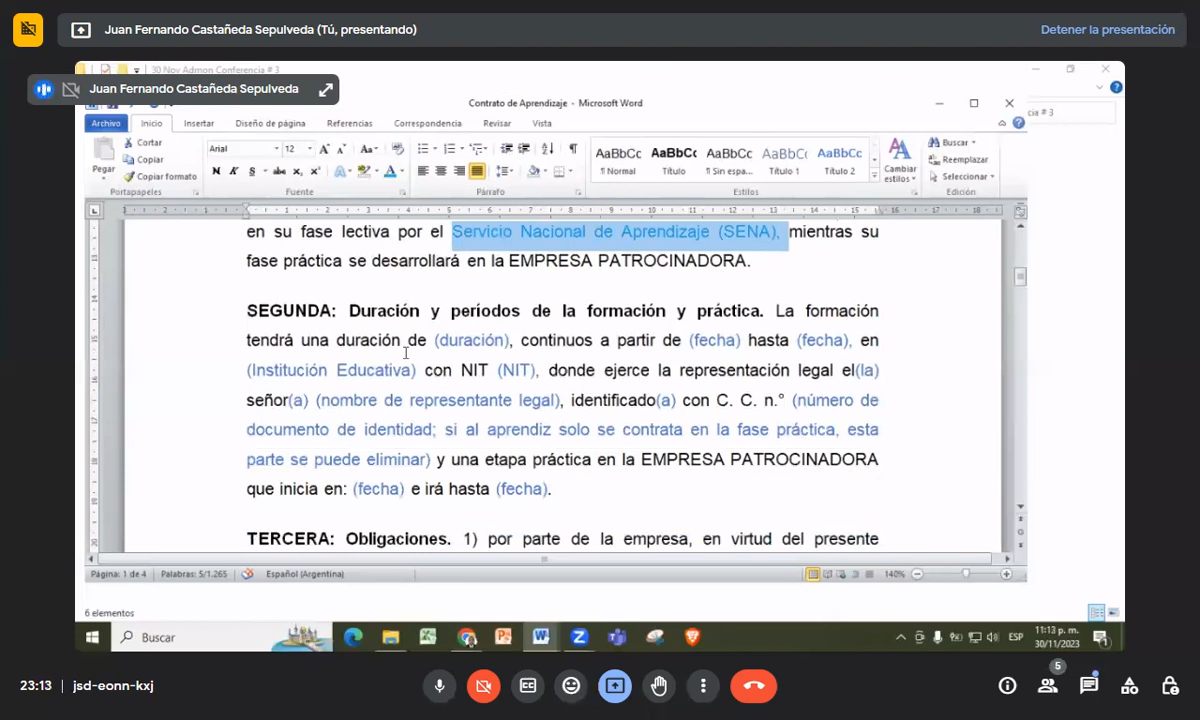 Juan Fernando Castañeda Sepulveda (Tú, presentando)
Detener la presentación
30 Nov Admon Conferencia # 3
Juan Fernando Castañeda Sepulveda
Contrato de Aprendizaje - Microsoft Word
cia # 3
Archivo Inicio Insertar Diseño de página Referencias Correspondencia Revisar Vista
Pegar
Cortar
Copiar
Copiar formato
Portapapeles
Arial 12
Fuente
Párrafo
AaBbCc AaBbCc AaBbCc AaBbCc AaBbCc
¶ Normal Título ¶ Sin espa... Título 1 Título 2
Estilos
Cambiar estilos
Buscar
Reemplazar
Seleccionar
Edición
en su fase lectiva por el Servicio Nacional de Aprendizaje (SENA), mientras su
fase práctica se desarrollará en la EMPRESA PATROCINADORA.
SEGUNDA: Duración y períodos de la formación y práctica. La formación
tendrá una duración de (duración), continuos a partir de (fecha) hasta (fecha), en
(Institución Educativa) con NIT (NIT), donde ejerce la representación legal el(la)
señor(a) (nombre de representante legal), identificado(a) con C. C. n.° (número de
documento de identidad; si al aprendiz solo se contrata en la fase práctica, esta
parte se puede eliminar) y una etapa práctica en la EMPRESA PATROCINADORA
que inicia en: (fecha) e irá hasta (fecha).
TERCERA: Obligaciones. 1) por parte de la empresa, en virtud del presente
Página: 1 de 4 Palabras: 5/1.265 Español (Argentina) 140%
6 elementos
Buscar
ESP
11:13 p. m.
30/11/2023
23:13 | jsd-eonn-kxj
5